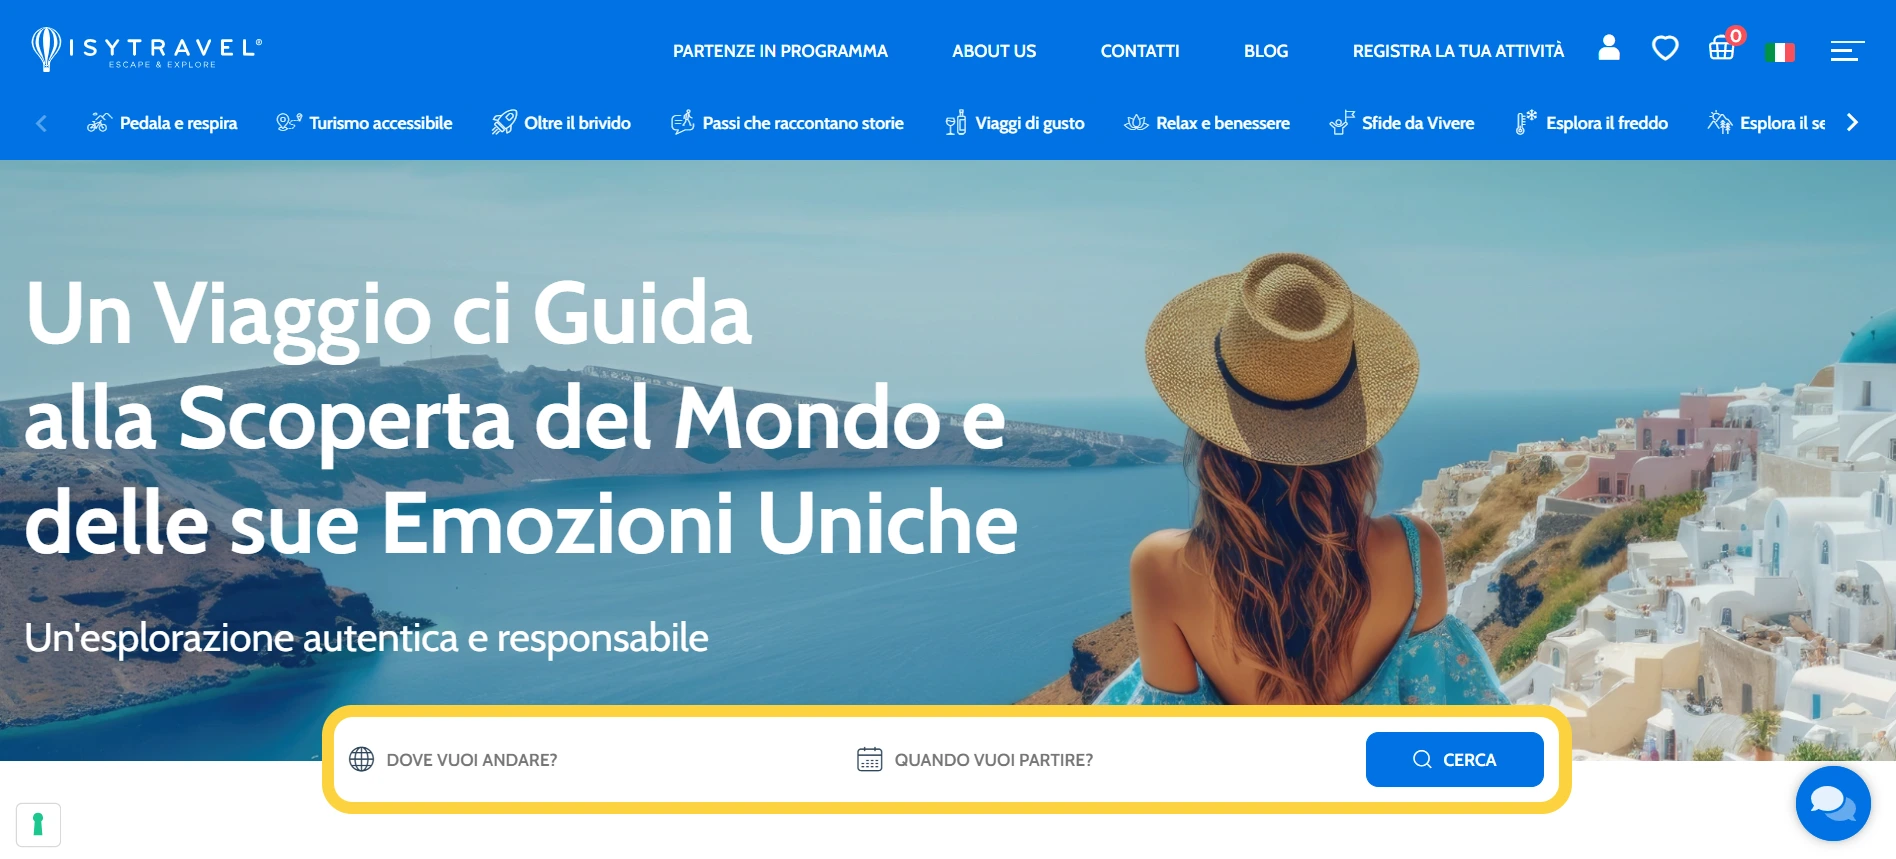 ISYTRAVEL®
ESCAPE & EXPLORE
PARTENZE IN PROGRAMMA
ABOUT US
CONTATTI
BLOG
REGISTRA LA TUA ATTIVITÀ
0
Pedala e respira
Turismo accessibile
Oltre il brivido
Passi che raccontano storie
Viaggi di gusto
Relax e benessere
Sfide da Vivere
Esplora il freddo
Esplora il se
Un Viaggio ci Guida
alla Scoperta del Mondo e
delle sue Emozioni Uniche
Un'esplorazione autentica e responsabile
DOVE VUOI ANDARE?
QUANDO VUOI PARTIRE?
CERCA